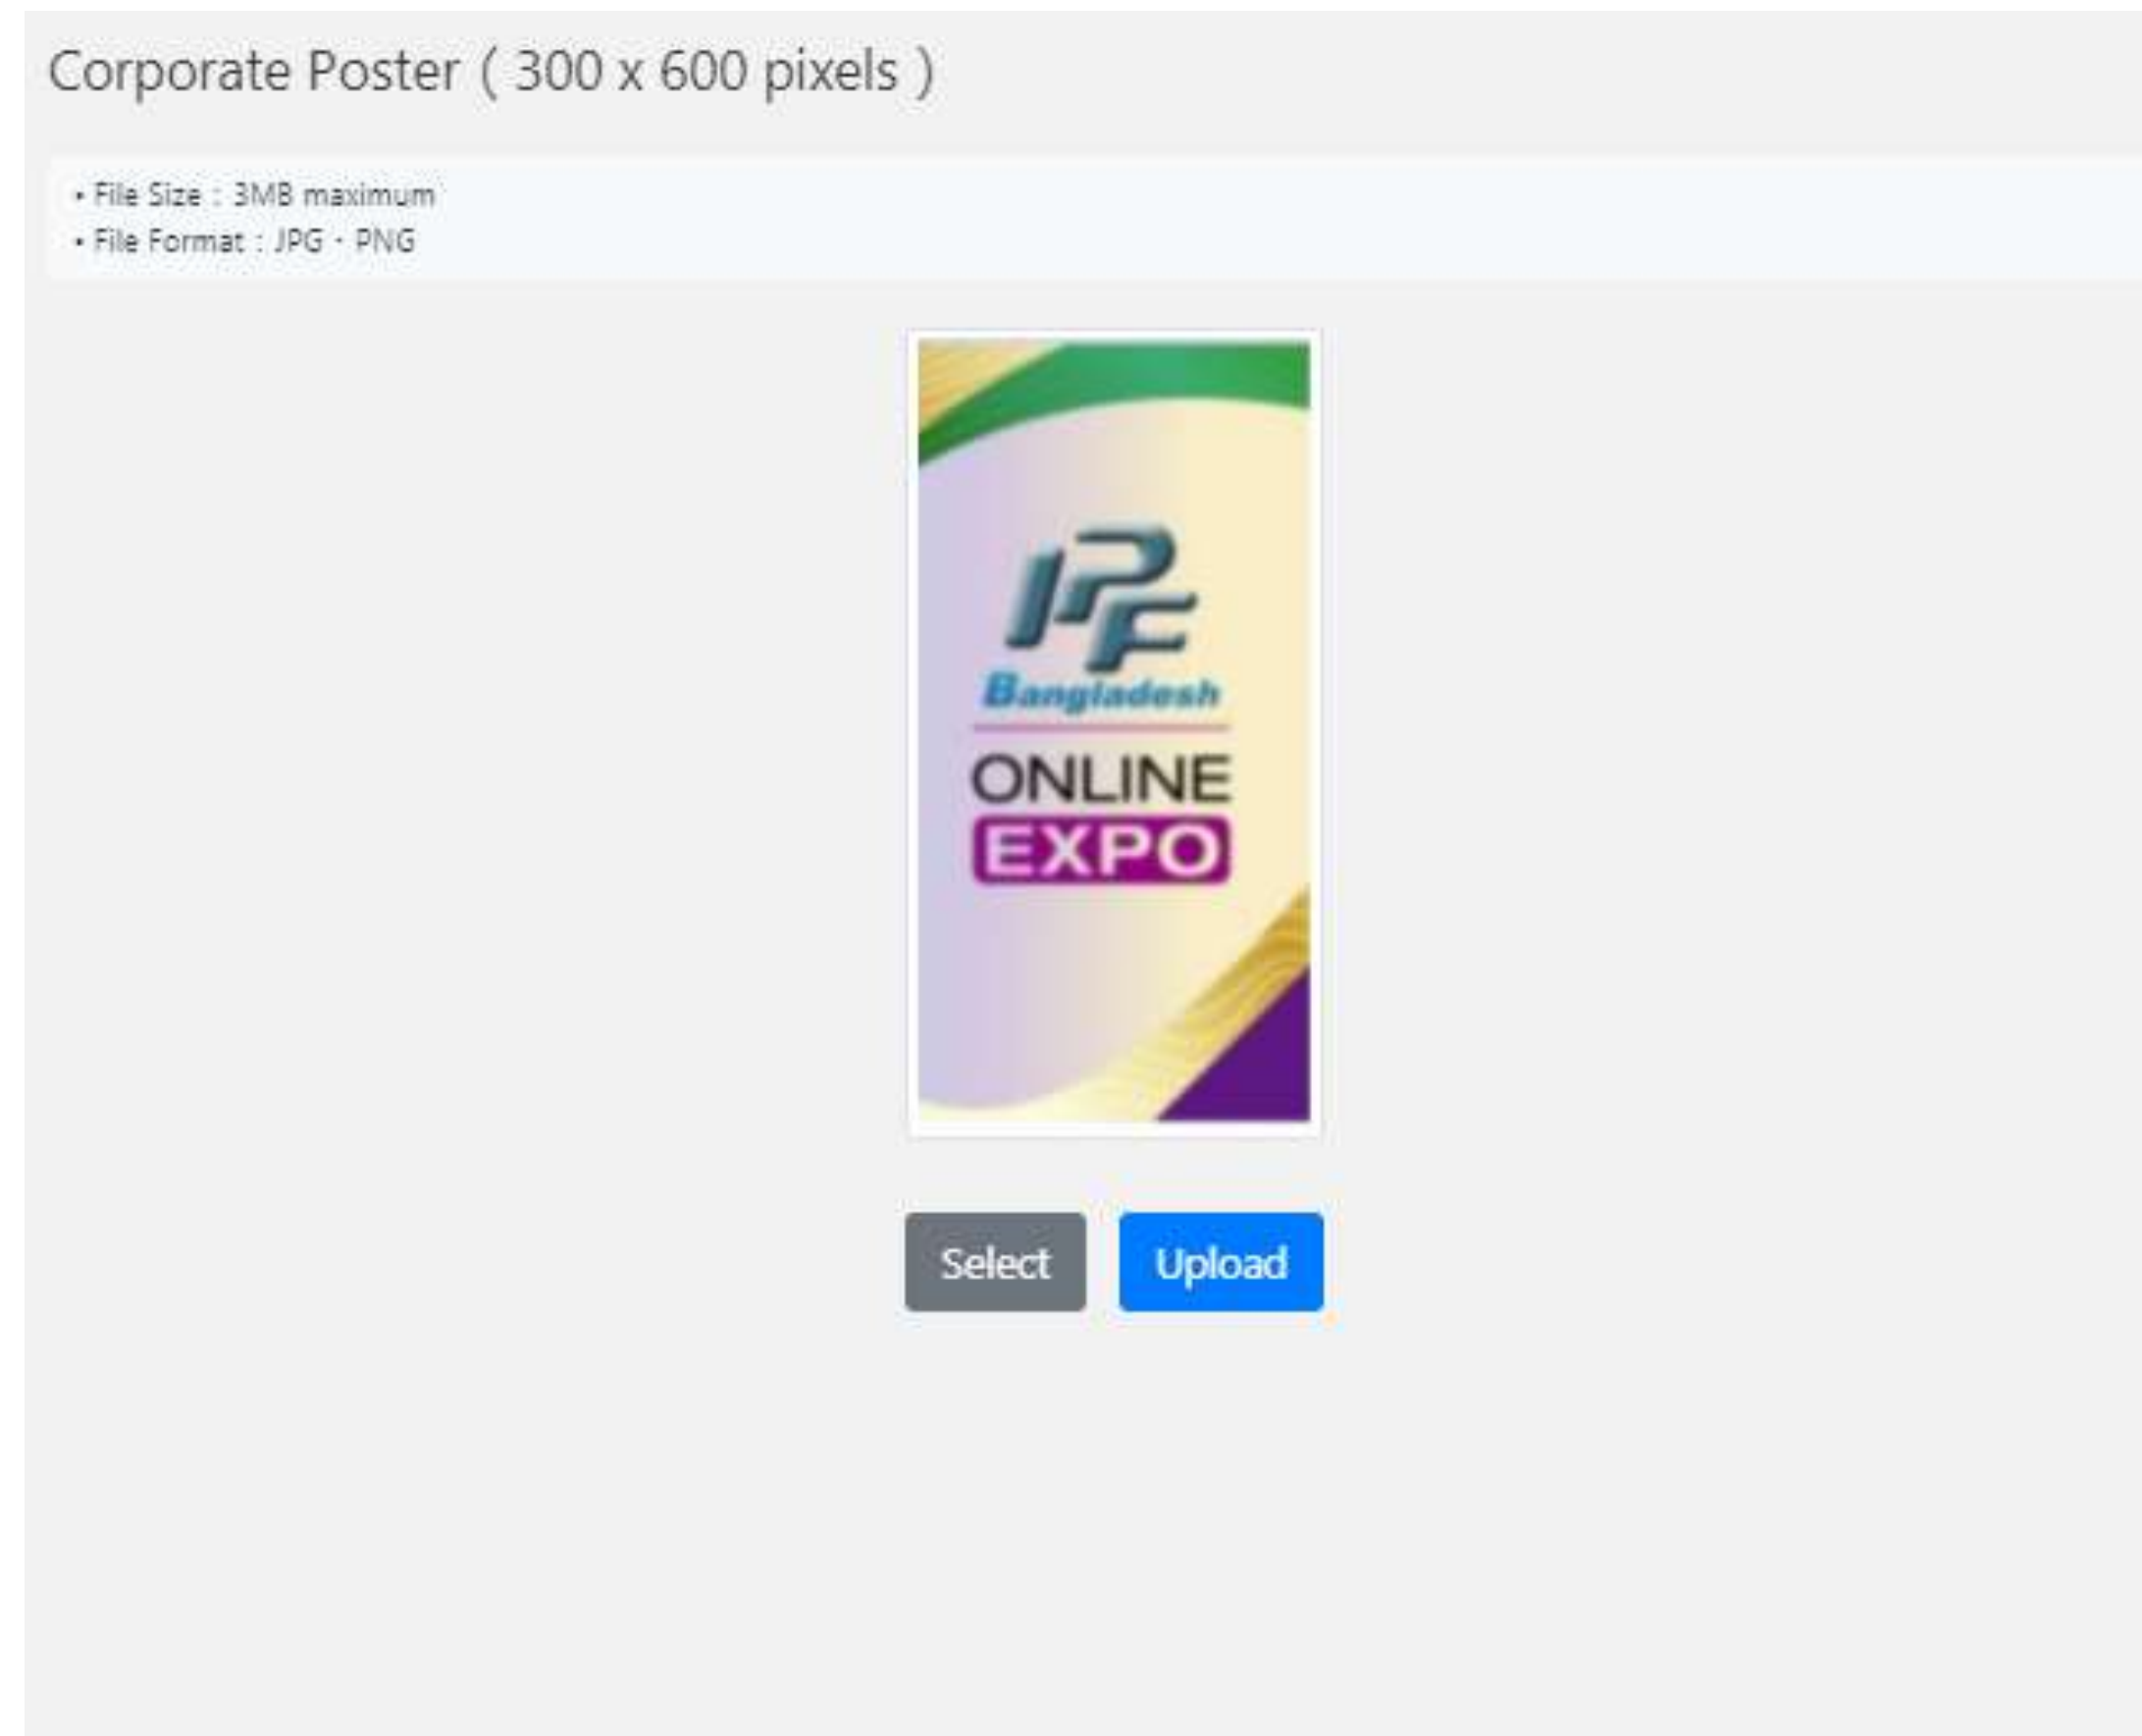 Corporate Poster ( 300 x 600 pixels )
• File Size : 3MB maximum
• File Format : JPG · PNG
IPF
Bangladesh
ONLINE
EXPO
Select
Upload